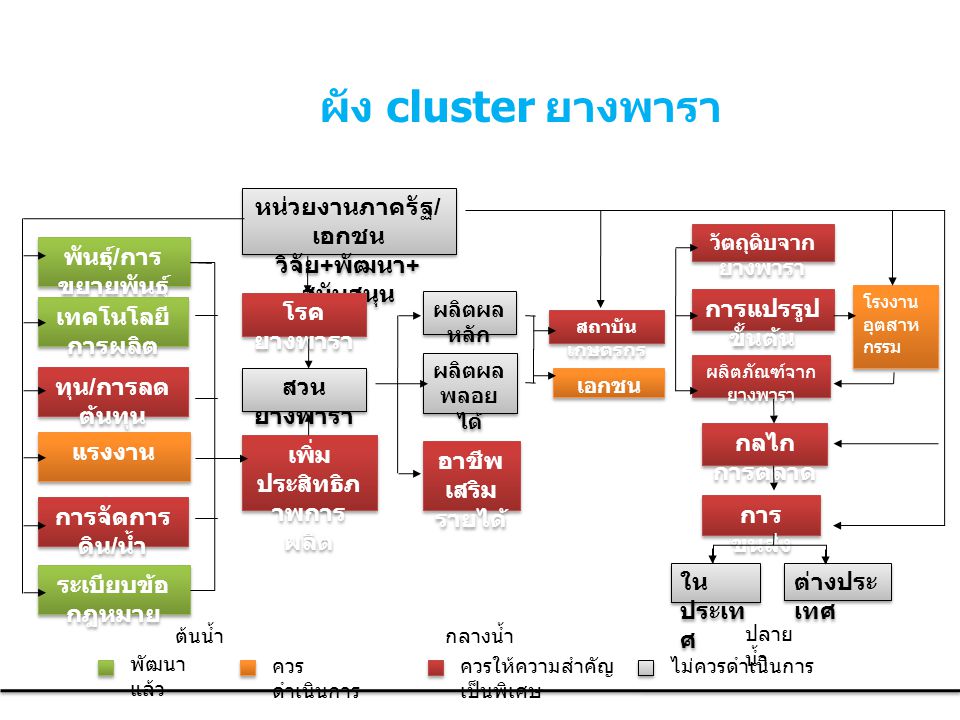 ผัง cluster ยางพารา
หน่วยงานภาครัฐ/
เอกชน
วิจัย+พัฒนา+
สนับสนุน
พันธุ์/การ
ขยายพันธุ์
เทคโนโลยี
การผลิต
ทุน/การลด
ต้นทุน
แรงงาน
การจัดการ
ดิน/น้ำ
ระเบียบข้อ
กฎหมาย
โรค
ยางพารา
สวน
ยางพารา
เพิ่ม
ประสิทธิภ
าพการ
ผลิต
ผลิตผล
หลัก
ผลิตผล
พลอย
ได้
อาชีพ
เสริม
รายได้
สถาบัน
เกษตรกร
เอกชน
วัตถุดิบจาก
ยางพารา
การแปรรูป
ขั้นต้น
ผลิตภัณฑ์จาก
ยางพารา
โรงงาน
อุตสาห
กรรม
กลไก
การตลาด
การ
ขนส่ง
ใน
ประเท
ศ
ต่างประ
เทศ
ต้นน้ำ
กลางน้ำ
ปลาย
น้ำ
พัฒนา
แล้ว
ควร
ดำเนินการ
ควรให้ความสำคัญ
เป็นพิเศษ
ไม่ควรดำเนินการ